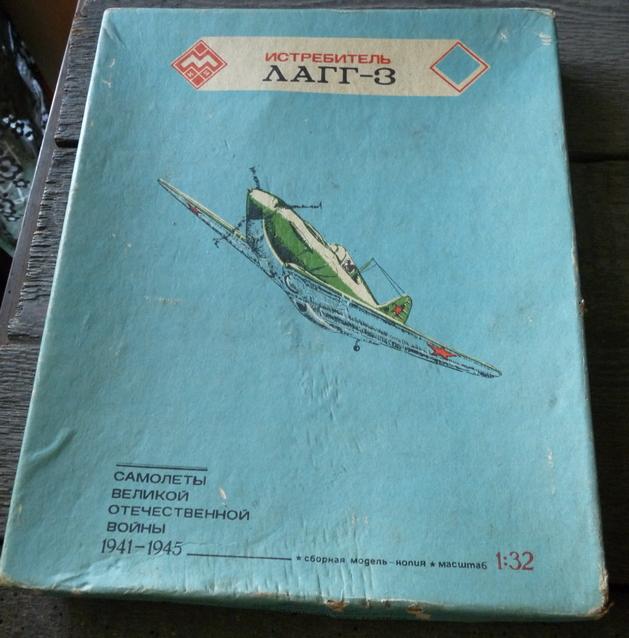 ИСТРЕБИТЕЛЬ
ЛАГГ-3
САМОЛЕТЫ
ВЕЛИКОЙ
ОТЕЧЕСТВЕННОЙ
ВОЙНЫ
1941-1945
★ сборная модель-копия ★ масштаб 1:32